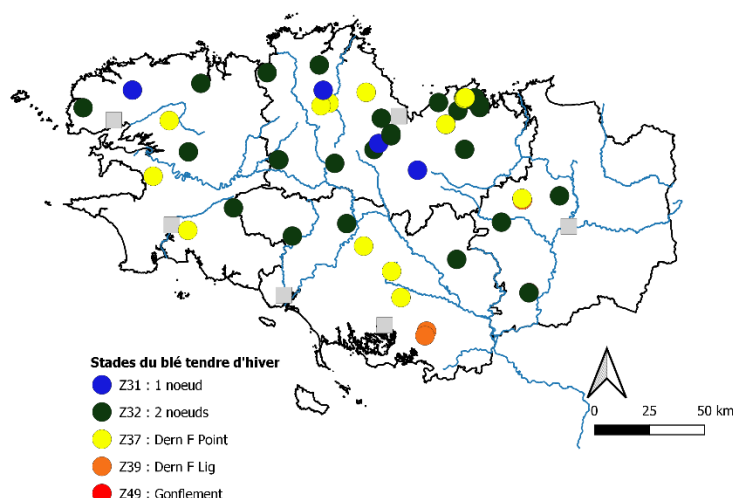 Stades du blé tendre d'hiver
Z31 : 1 noeud
Z32 : 2 noeuds
Z37 : Dern F Point
Z39 : Dern F Lig
Z49 : Gonflement
0 25 50 km